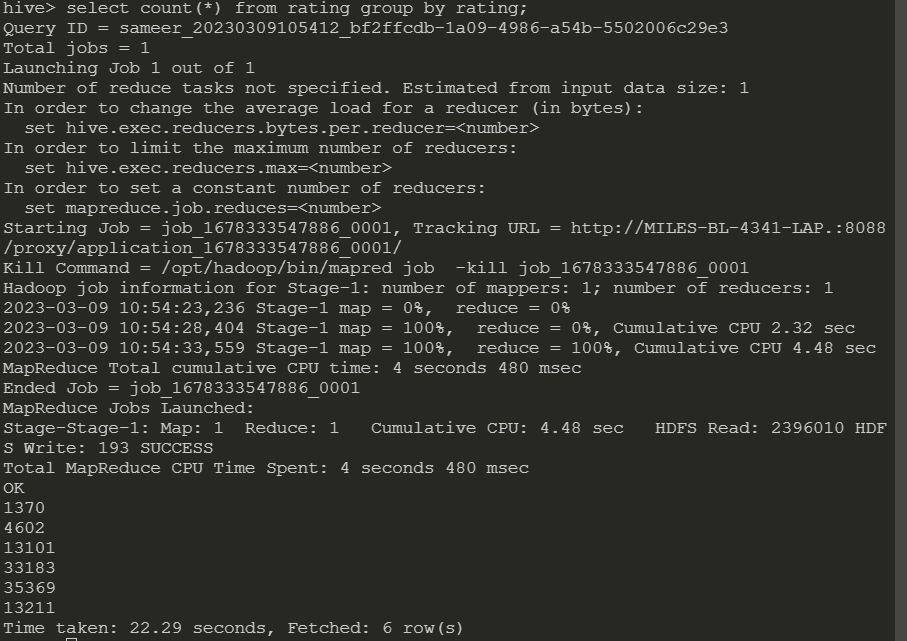 hive> select count(*) from rating group by rating;
Query ID = sameer_20230309105412_bf2ffcdb-1a09-4986-a54b-5502006c29e3
Total jobs = 1
Launching Job 1 out of 1
Number of reduce tasks not specified. Estimated from input data size: 1
In order to change the average load for a reducer (in bytes):
  set hive.exec.reducers.bytes.per.reducer=<number>
In order to limit the maximum number of reducers:
  set hive.exec.reducers.max=<number>
In order to set a constant number of reducers:
  set mapreduce.job.reduces=<number>
Starting Job = job_1678333547886_0001, Tracking URL = http://MILES-BL-4341-LAP.:8088
/proxy/application_1678333547886_0001/
Kill Command = /opt/hadoop/bin/mapred job  -kill job_1678333547886_0001
Hadoop job information for Stage-1: number of mappers: 1; number of reducers: 1
2023-03-09 10:54:23,236 Stage-1 map = 0%,  reduce = 0%
2023-03-09 10:54:28,404 Stage-1 map = 100%,  reduce = 0%, Cumulative CPU 2.32 sec
2023-03-09 10:54:33,559 Stage-1 map = 100%,  reduce = 100%, Cumulative CPU 4.48 sec
MapReduce Total cumulative CPU time: 4 seconds 480 msec
Ended Job = job_1678333547886_0001
MapReduce Jobs Launched:
Stage-Stage-1: Map: 1  Reduce: 1   Cumulative CPU: 4.48 sec   HDFS Read: 2396010 HDF
S Write: 193 SUCCESS
Total MapReduce CPU Time Spent: 4 seconds 480 msec
OK
1370
4602
13101
33183
35369
13211
Time taken: 22.29 seconds, Fetched: 6 row(s)